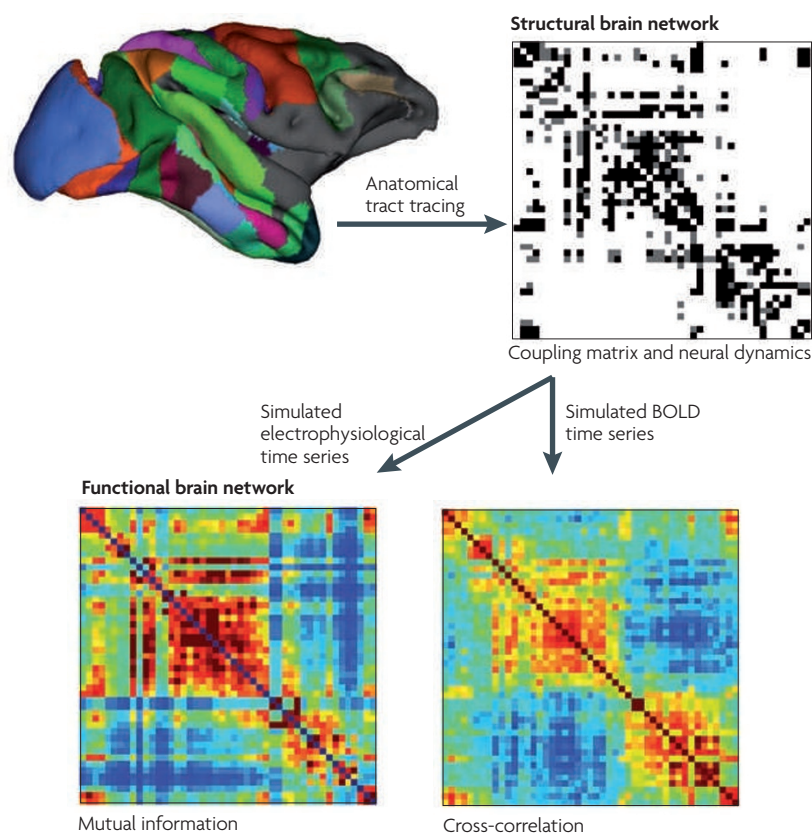 Structural brain network
Anatomical
tract tracing
Coupling matrix and neural dynamics
Simulated
electrophysiological
time series
Simulated BOLD
time series
Functional brain network
Mutual information
Cross-correlation